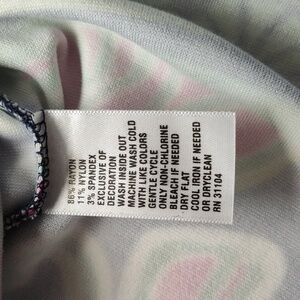 86% RAYON
11% NYLON
3% SPANDEX
EXCLUSIVE OF
DECORATION
WASH INSIDE OUT
MACHINE WASH COLD
WITH LIKE COLORS
GENTLE CYCLE
ONLY NON-CHLORINE
BLEACH IF NEEDED
DRY FLAT
COOL IRON IF NEEDED
OR DRYCLEAN
RN 31104